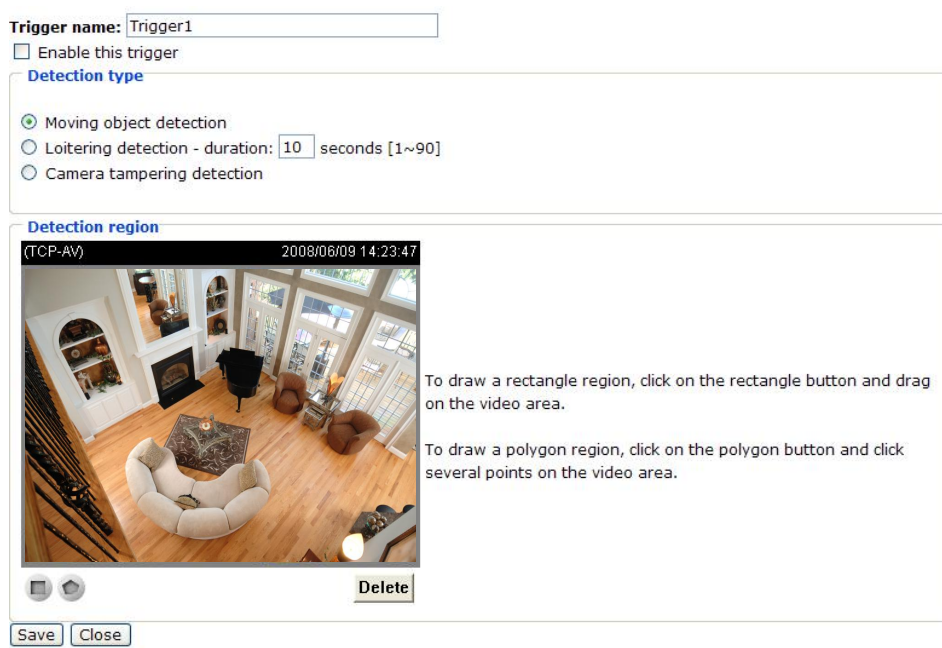 Trigger name: Trigger1
Enable this trigger
Detection type
Moving object detection
Loitering detection - duration: 10 seconds [1~90]
Camera tampering detection
Detection region
(TCP-AV) 2008/06/09 14:23:47
To draw a rectangle region, click on the rectangle button and drag
on the video area.
To draw a polygon region, click on the polygon button and click
several points on the video area.
Delete
Save Close